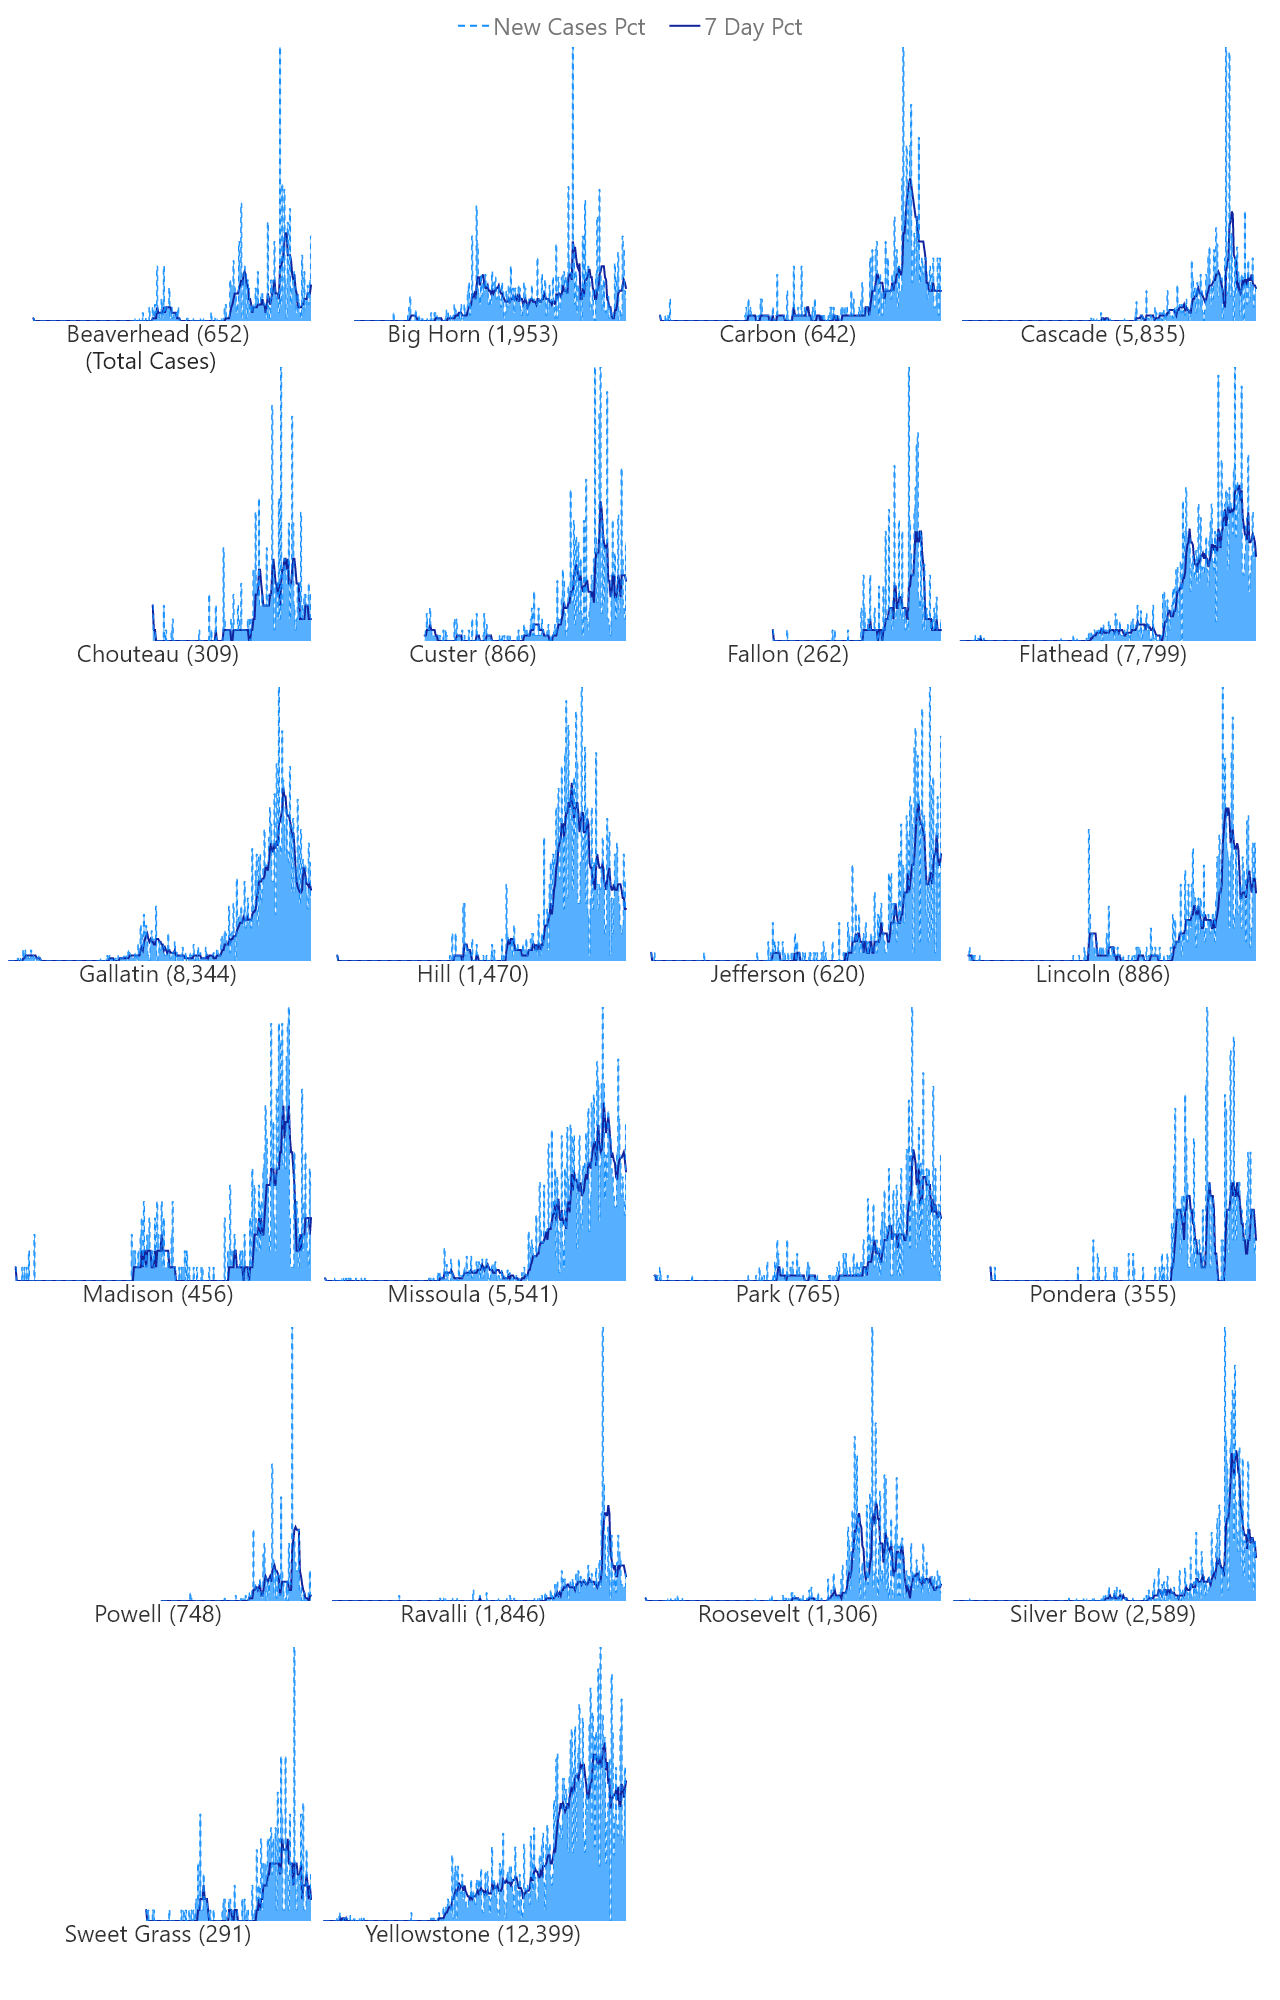 New Cases Pct 7 Day Pct
Beaverhead (652) Big Horn (1,953) Carbon (642) Cascade (5,835)
(Total Cases)
Chouteau (309) Custer (866) Fallon (262) Flathead (7,799)
Gallatin (8,344) Hill (1,470) Jefferson (620) Lincoln (886)
Madison (456) Missoula (5,541) Park (765) Pondera (355)
Powell (748) Ravalli (1,846) Roosevelt (1,306) Silver Bow (2,589)
Sweet Grass (291) Yellowstone (12,399)